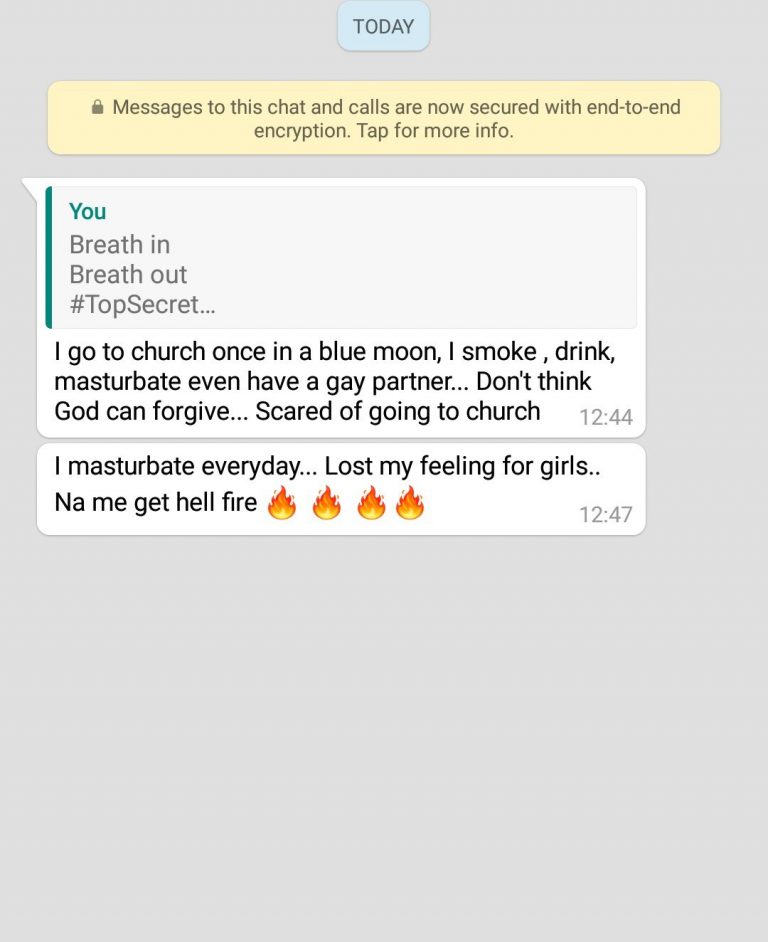 TODAY
Messages to this chat and calls are now secured with end-to-end
encryption. Tap for more info.
You
Breath in
Breath out
#TopSecret...
I go to church once in a blue moon, I smoke , drink,
masturbate even have a gay partner... Don't think
God can forgive... Scared of going to church
12:44
I masturbate everyday... Lost my feeling for girls..
Na me get hell fire 🔥 🔥 🔥 🔥
12:47